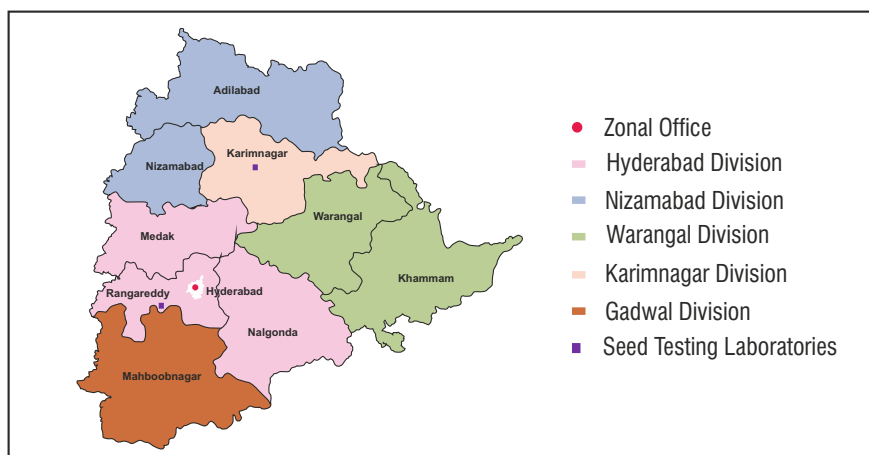 Adilabad
Nizamabad
Karimnagar
Warangal
Medak
Khammam
Rangareddy
Hyderabad
Nalgonda
Mahboobnagar
Zonal Office
Hyderabad Division
Nizamabad Division
Warangal Division
Karimnagar Division
Gadwal Division
Seed Testing Laboratories